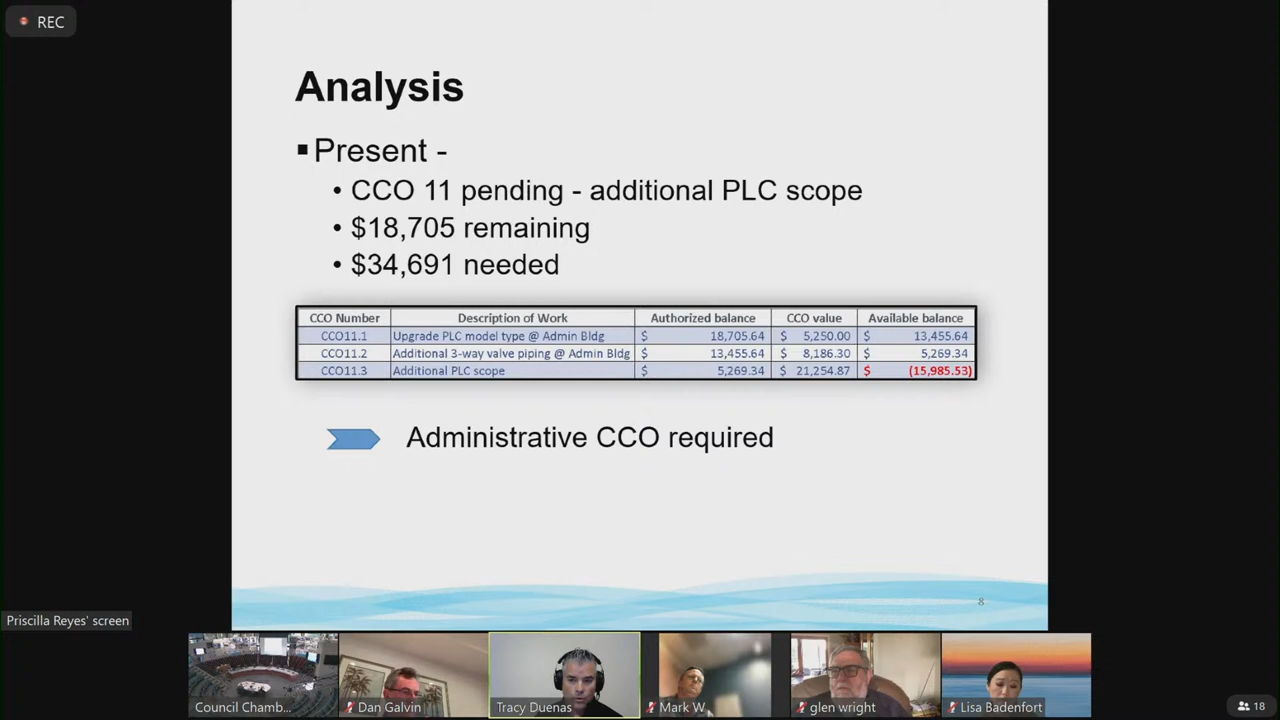 REC
Analysis
▪Present -
• CCO 11 pending - additional PLC scope
• $18,705 remaining
• $34,691 needed
CCO Number Description of Work Authorized balance CCO value Available balance
CCO11.1 Upgrade PLC model type @ Admin Bldg $ 18,705.64 $ 5,250.00 $ 13,455.64
CCO11.2 Additional 3-way valve piping @ Admin Bldg $ 13,455.64 $ 8,186.30 $ 5,269.34
CCO11.3 Additional PLC scope $ 5,269.34 $ 21,254.87 $ (15,985.53)
Administrative CCO required
8
Priscilla Reyes' screen
Council Chamb...
Dan Galvin
Tracy Duenas
Mark W
glen wright
Lisa Badenfort
18